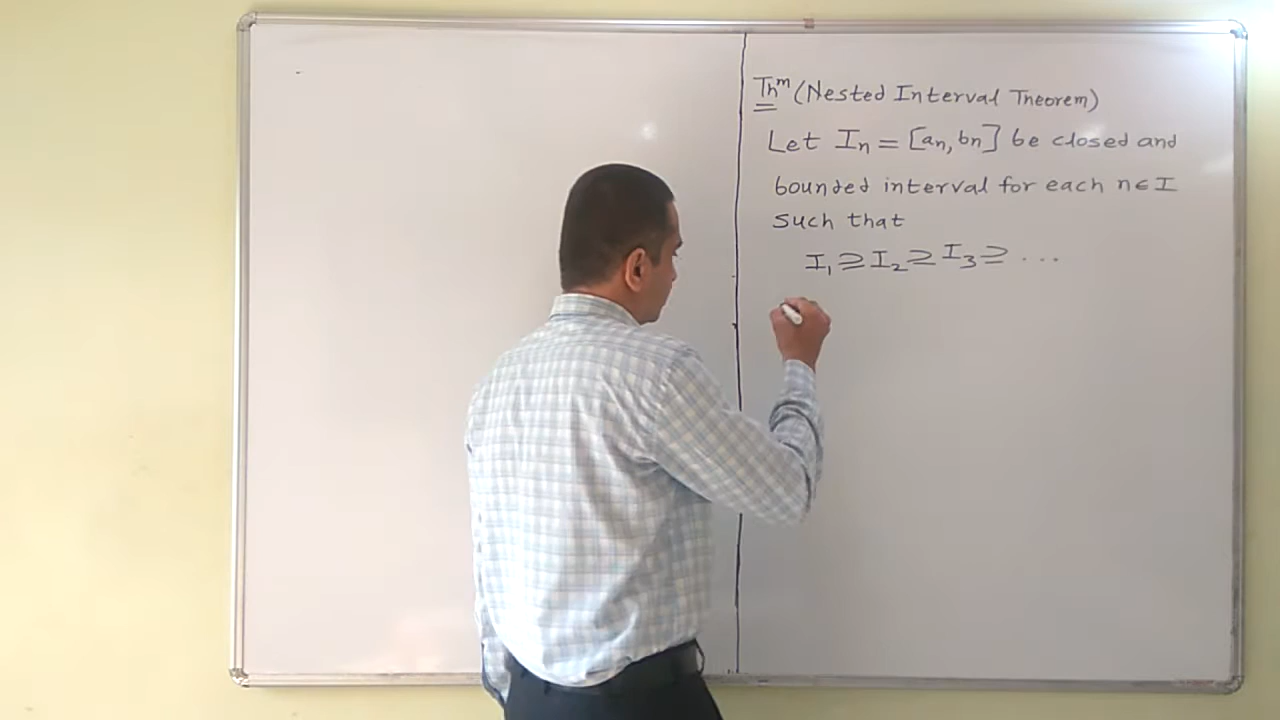 Thᵐ (Nested Interval Theorem)
Let Iₙ = [aₙ, bₙ] be closed and
bounded interval for each n ∈ I
such that
I₁ ⊇ I₂ ⊇ I₃ ⊇ ...